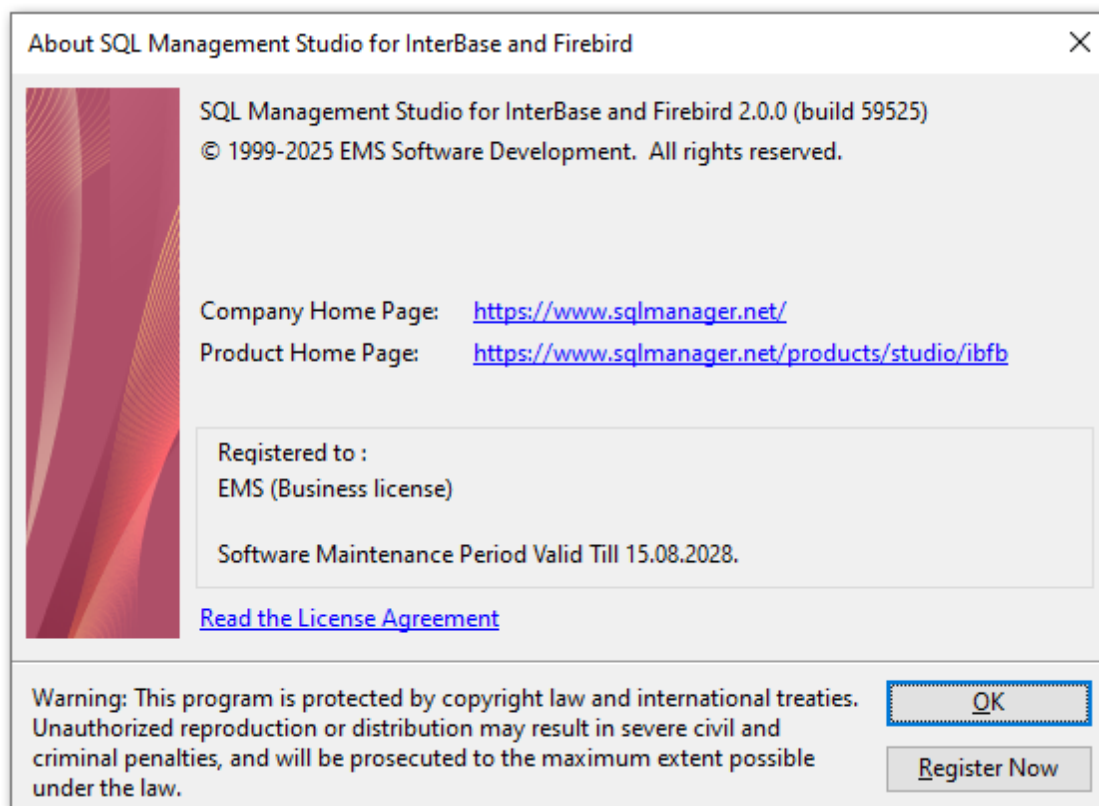 About SQL Management Studio for InterBase and Firebird
SQL Management Studio for InterBase and Firebird 2.0.0 (build 59525)
© 1999-2025 EMS Software Development. All rights reserved.
Company Home Page: https://www.sqlmanager.net/
Product Home Page: https://www.sqlmanager.net/products/studio/ibfb
Registered to :
EMS (Business license)
Software Maintenance Period Valid Till 15.08.2028.
Read the License Agreement
Warning: This program is protected by copyright law and international treaties.
Unauthorized reproduction or distribution may result in severe civil and
criminal penalties, and will be prosecuted to the maximum extent possible
under the law.
OK
Register Now